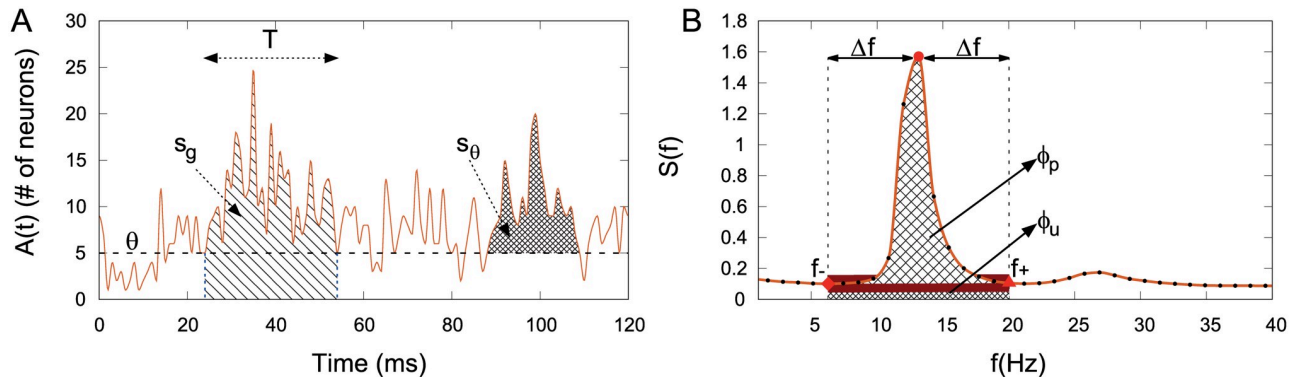 A
A(t) (# of neurons)
30
25
20
15
10
5
0
T
s_g
s_θ
θ
0 20 40 60 80 100 120
Time (ms)
B
S(f)
1.8
1.6
1.4
1.2
1
0.8
0.6
0.4
0.2
0
Δf Δf
ϕ_p
ϕ_u
f- f+
5 10 15 20 25 30 35 40
f(Hz)